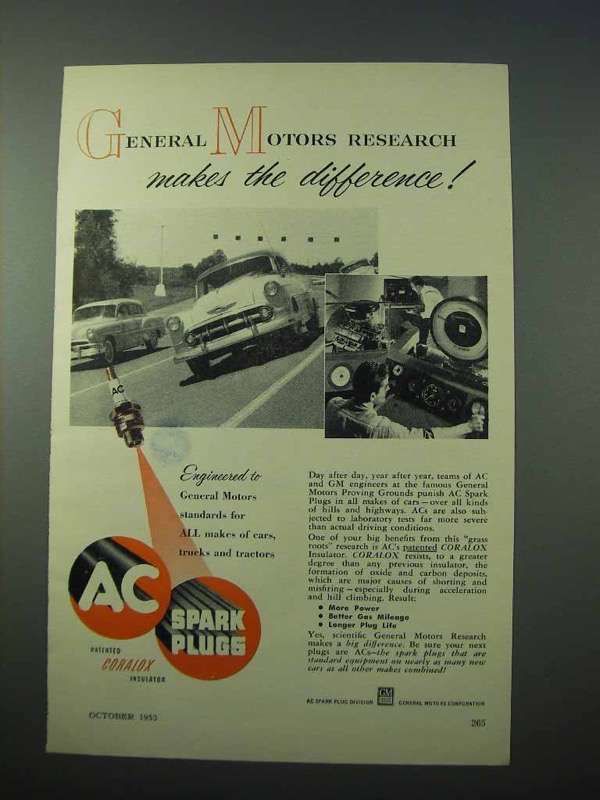 GENERAL MOTORS RESEARCH
makes the difference!
AC
Engineered to
General Motors
standards for
ALL makes of cars,
trucks and tractors
Day after day, year after year, teams of AC
and GM engineers at the famous General
Motors Proving Grounds punish AC Spark
Plugs in all makes of cars—over all kinds
of hills and highways. ACs are also sub-
jected to laboratory tests far more severe
than actual driving conditions.
One of your big benefits from this "grass
roots" research is AC's patented CORALOX
Insulator. CORALOX resists, to a greater
degree than any previous insulator, the
formation of oxide and carbon deposits,
which are major causes of shorting and
misfiring—especially during acceleration
and hill climbing. Result:
• More Power
• Better Gas Mileage
• Longer Plug Life
Yes, scientific General Motors Research
makes a big difference. Be sure your next
plugs are ACs—the spark plugs that are
standard equipment on nearly as many new
cars as all other makes combined!
AC
SPARK
PLUGS
PATENTED
CORALOX
INSULATOR
AC SPARK PLUG DIVISION GM GENERAL MOTORS CORPORATION
OCTOBER 1953
265